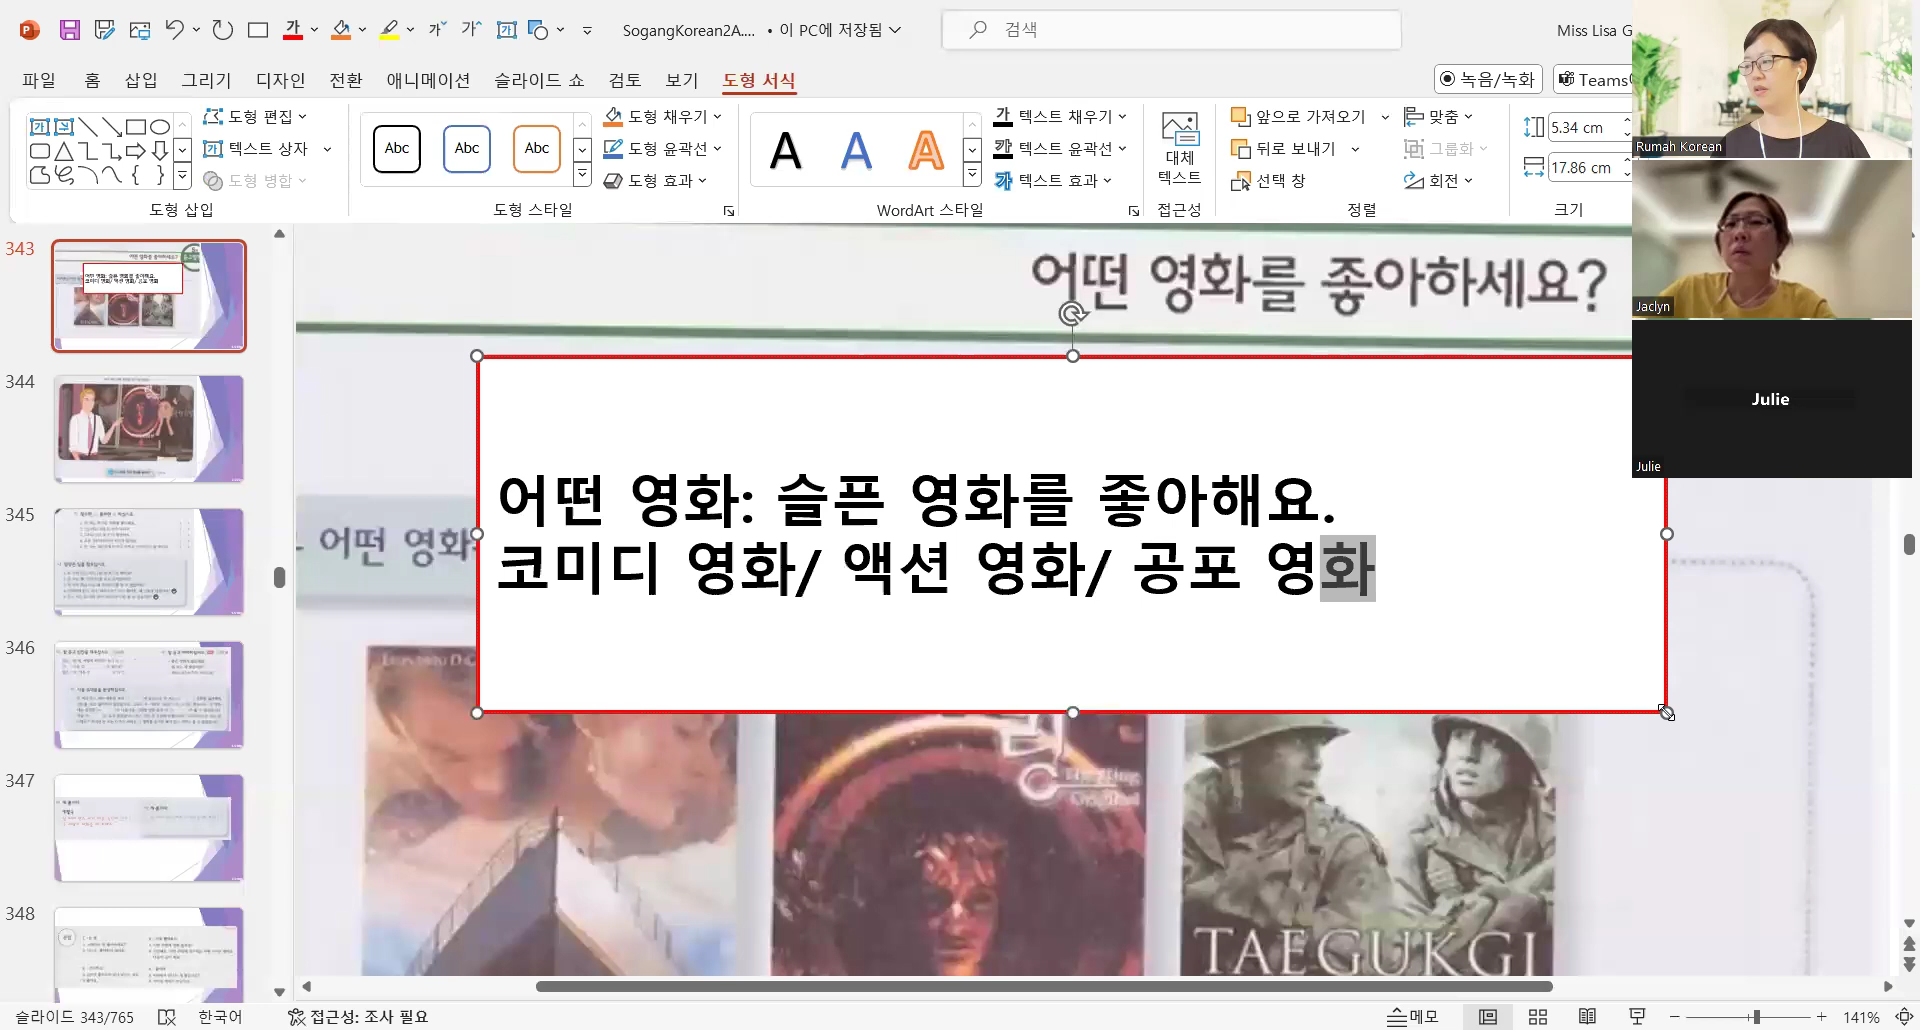 SogangKorean2A.... • 이 PC에 저장됨
검색
Miss Lisa G
파일 홈 삽입 그리기 디자인 전환 애니메이션 슬라이드 쇼 검토 보기 도형 서식
녹음/녹화
Teams
도형 편집
텍스트 상자
도형 병합
도형 삽입
Abc Abc Abc
도형 채우기
도형 윤곽선
도형 효과
도형 스타일
A A A
텍스트 채우기
텍스트 윤곽선
텍스트 효과
WordArt 스타일
대체
텍스트
접근성
앞으로 가져오기
뒤로 보내기
선택 창
맞춤
그룹화
회전
정렬
5.34 cm
17.86 cm
크기
Rumah Korean
Jaclyn
Julie
Julie
343
344
345
346
347
348
어떤 영화를 좋아하세요?
어떤 영화
어떤 영화: 슬픈 영화를 좋아해요.
코미디 영화/ 액션 영화/ 공포 영화
링
TAEGUKGI
슬라이드 343/765
한국어
접근성: 조사 필요
메모
141%